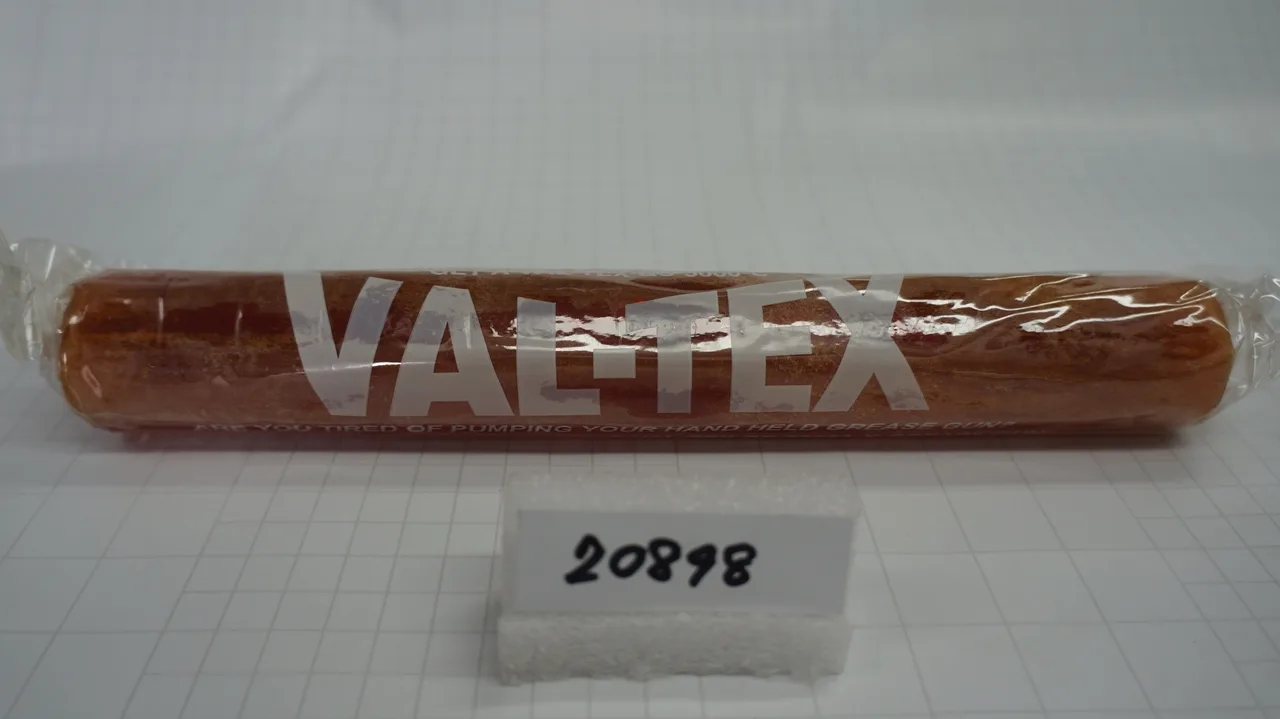 VAL-TEX
ARE YOU TIRED OF PUMPING YOUR HAND HELD GREASE GUN?
20898